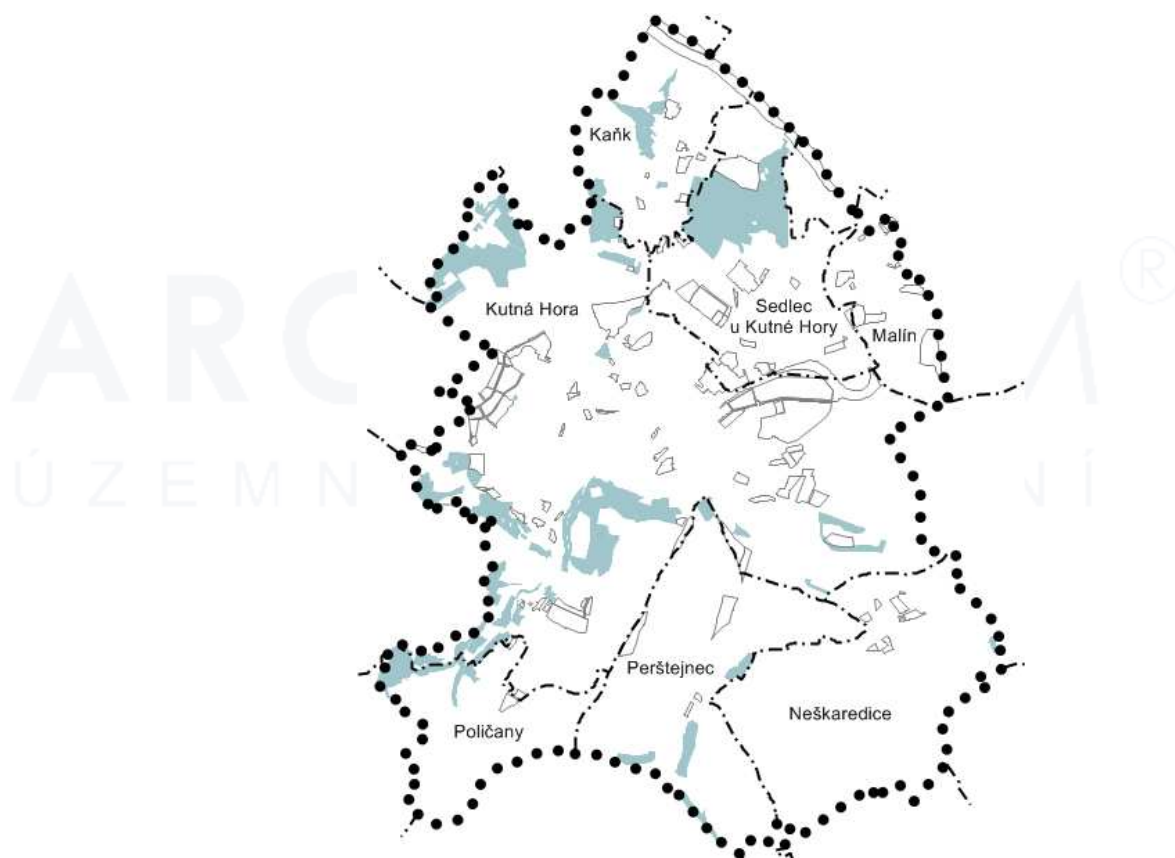 Kaňk
Kutná Hora
Sedlec
u Kutné Hory
Malín
Perštejnec
Neškaredice
Poličany